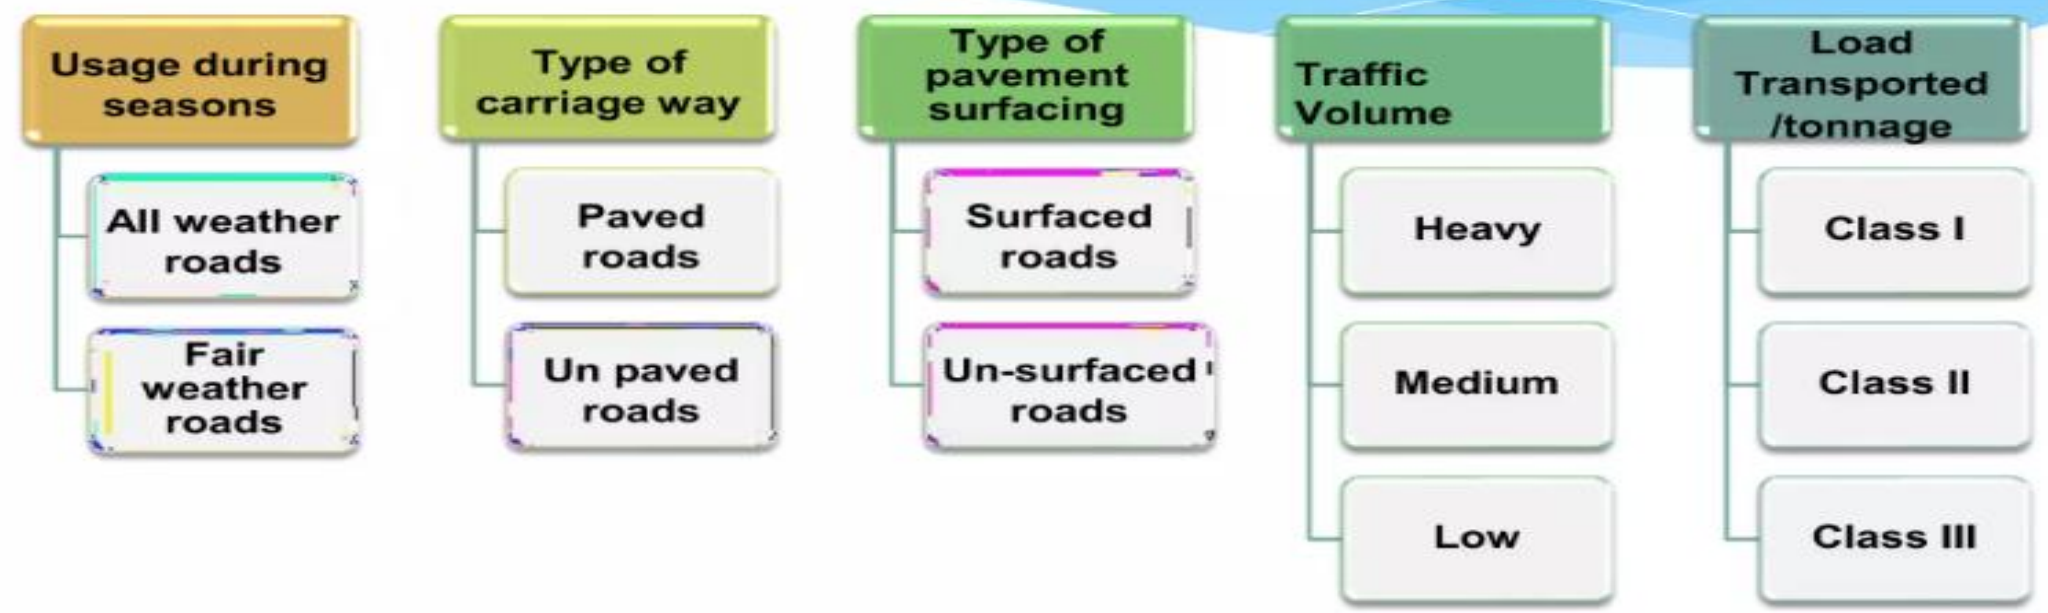 Usage during
seasons
All weather
roads
Fair
weather
roads
Type of
carriage way
Paved
roads
Un paved
roads
Type of
pavement
surfacing
Surfaced
roads
Un-surfaced
roads
Traffic
Volume
Heavy
Medium
Low
Load
Transported
/tonnage
Class I
Class II
Class III